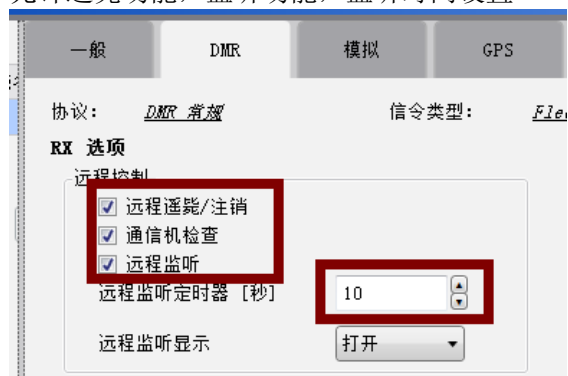 一般 DMR 模拟 GPS
协议： DMR 常规 信令类型： Flee
RX 选项
远程控制
远程遥毙/注销
通信机检查
远程监听
远程监听定时器 [秒] 10
远程监听显示 打开